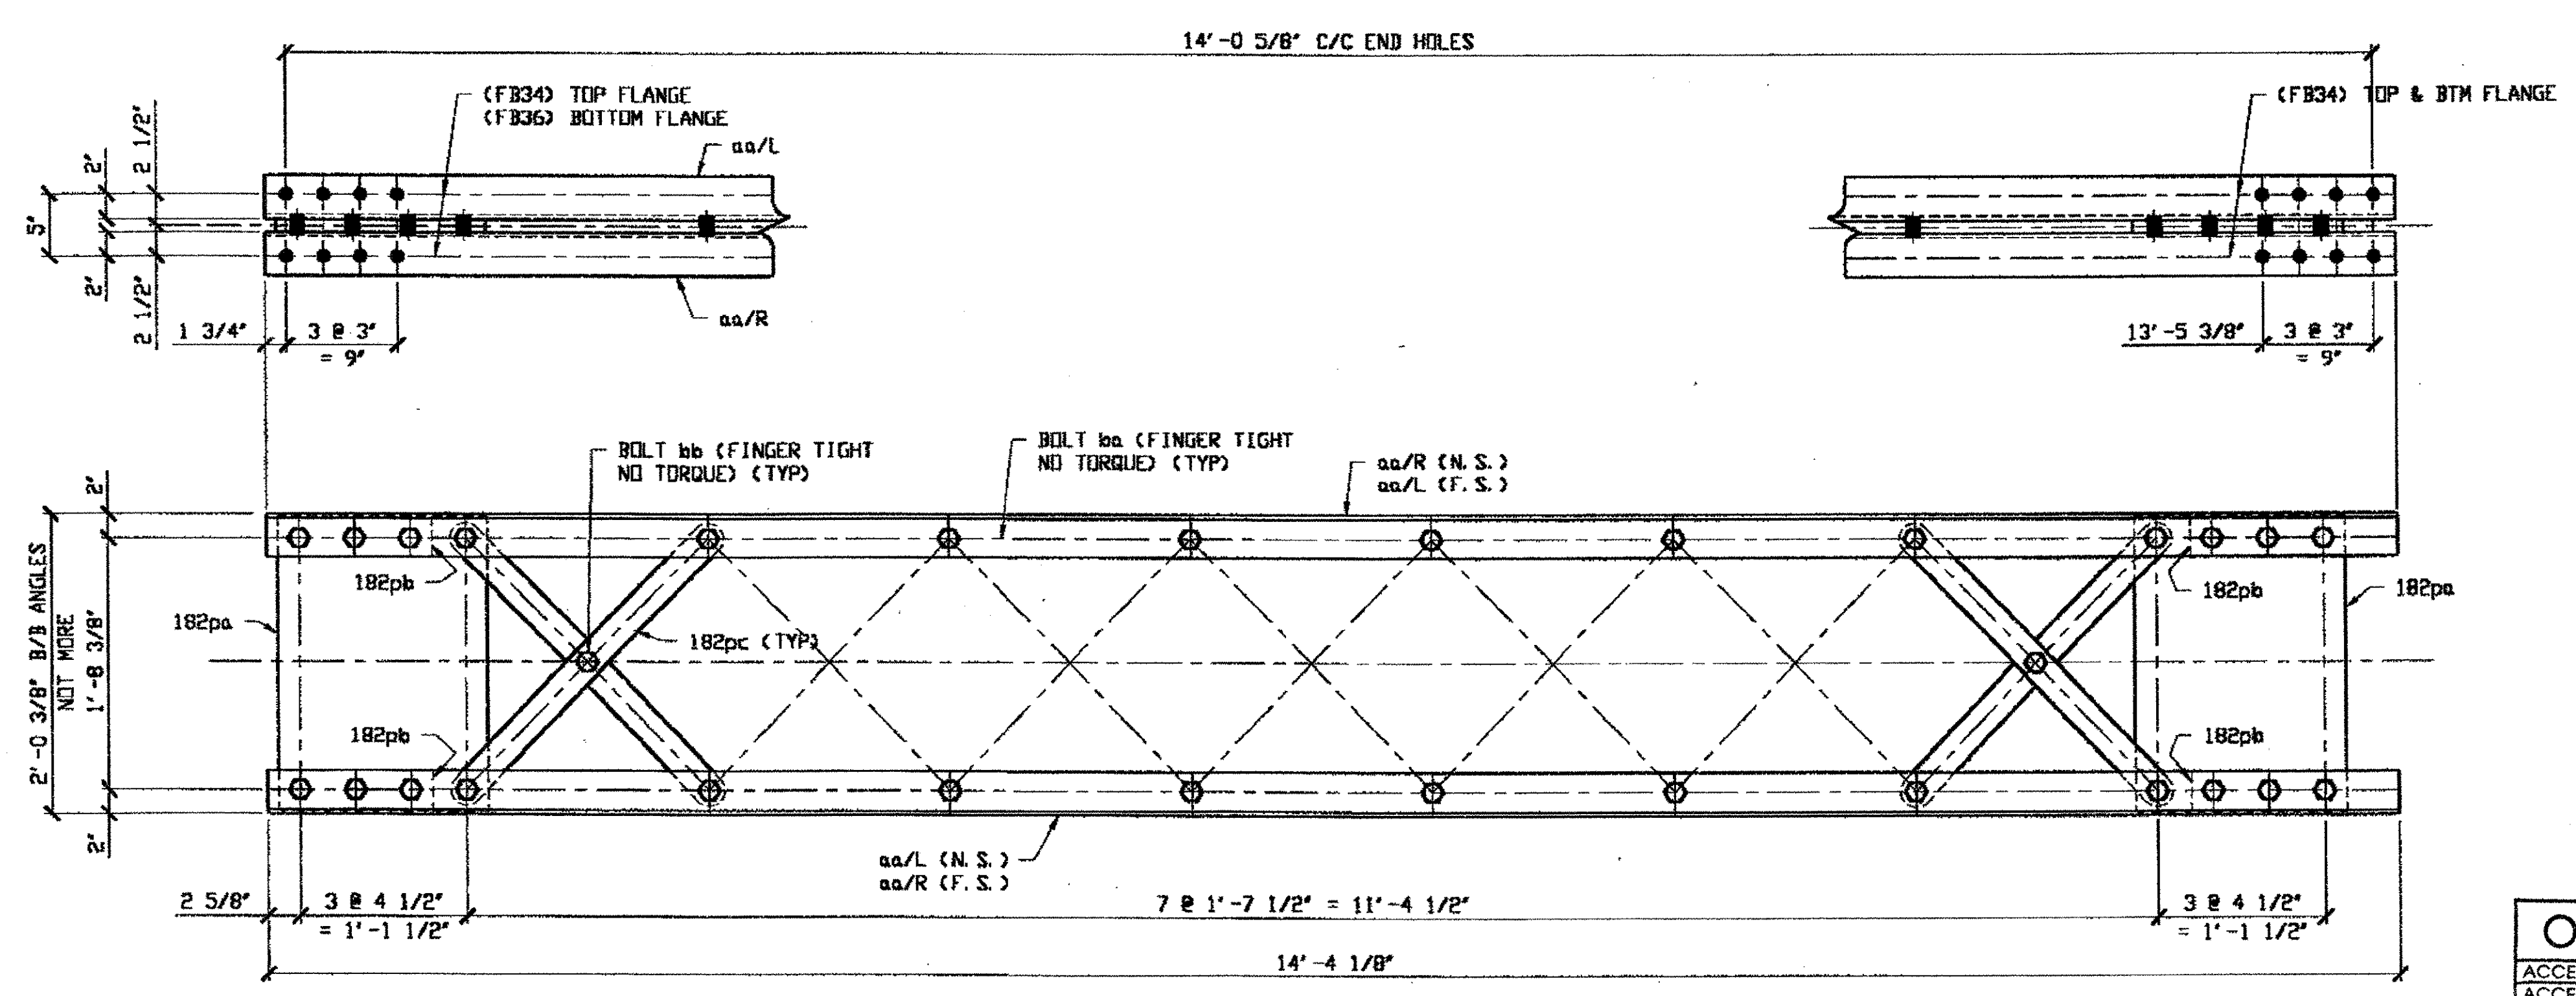 14'-0 5/8" C/C END HOLES
(FB34) TOP FLANGE
(FB36) BOTTOM FLANGE
(FB34) TOP & BTM FLANGE
aa/L
2 1/2"
2"
5"
2"
2 1/2"
aa/R
1 3/4"
3 @ 3"
= 9"
13'-5 3/8"
3 @ 3"
= 9"
BOLT bb (FINGER TIGHT
NO TORQUE) (TYP)
BOLT ba (FINGER TIGHT
NO TORQUE) (TYP)
aa/R (N.S.)
aa/L (F.S.)
2"
182pb
182pb
182pa
182pa
182pc (TYP)
2'-0 3/8" B/B ANGLES
NOT MORE
1'-8 3/8"
182pb
182pb
2"
aa/L (N.S.)
aa/R (F.S.)
2 5/8"
3 @ 4 1/2"
= 1'-1 1/2"
7 @ 1'-7 1/2" = 11'-4 1/2"
3 @ 4 1/2"
= 1'-1 1/2"
14'-4 1/8"